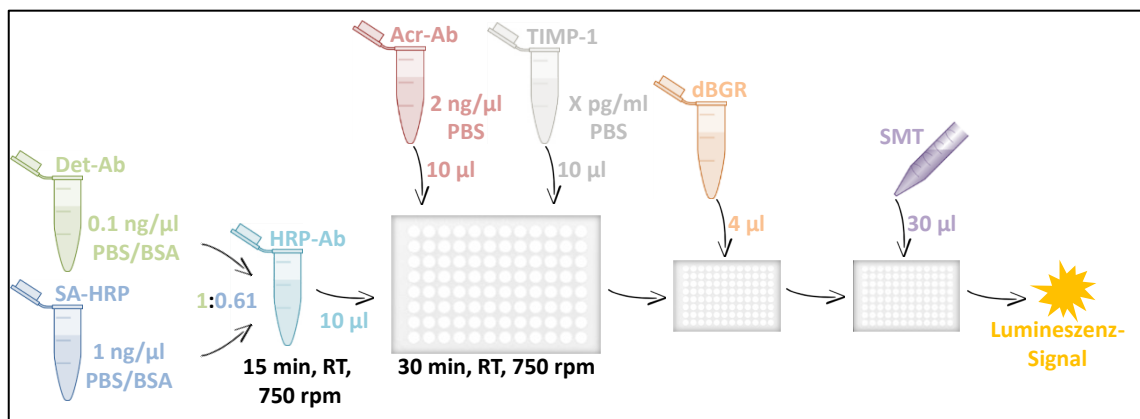 Det-Ab
0.1 ng/µl
PBS/BSA
SA-HRP
1 ng/µl
PBS/BSA
1:0.61
HRP-Ab
10 µl
15 min, RT,
750 rpm
Acr-Ab
2 ng/µl
PBS
10 µl
TIMP-1
X pg/ml
PBS
10 µl
30 min, RT, 750 rpm
dBGR
4 µl
SMT
30 µl
Lumineszenz-
Signal